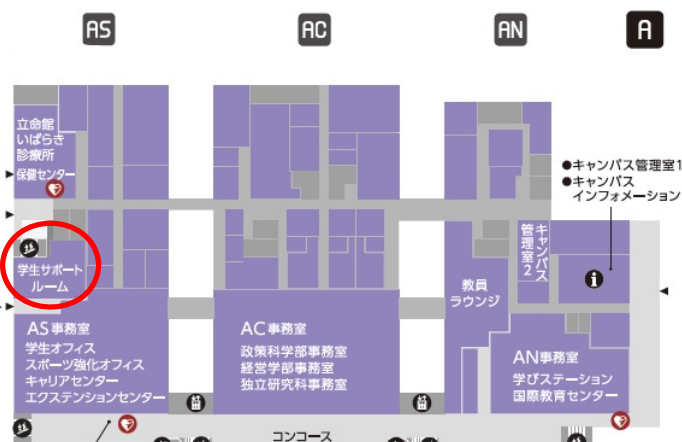 AS
AC
AN
A
立命館
いばらき
診療所
保健センター
●キャンパス管理室1
●キャンパス
インフォメーション
学生サポート
ルーム
キャンパス
管理室2
教員
ラウンジ
AS事務室
学生オフィス
スポーツ強化オフィス
キャリアセンター
エクステンションセンター
AC事務室
政策科学部事務室
経営学部事務室
独立研究科事務室
AN事務室
学びステーション
国際教育センター
コンコース